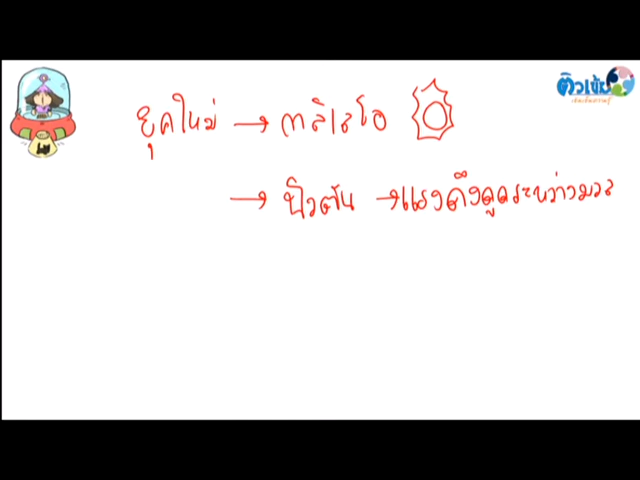 ติวเข้ม
ยุคใหม่ → กาลิเลโอ
→ นิวตัน → แรงดึงดูดระหว่างมวล